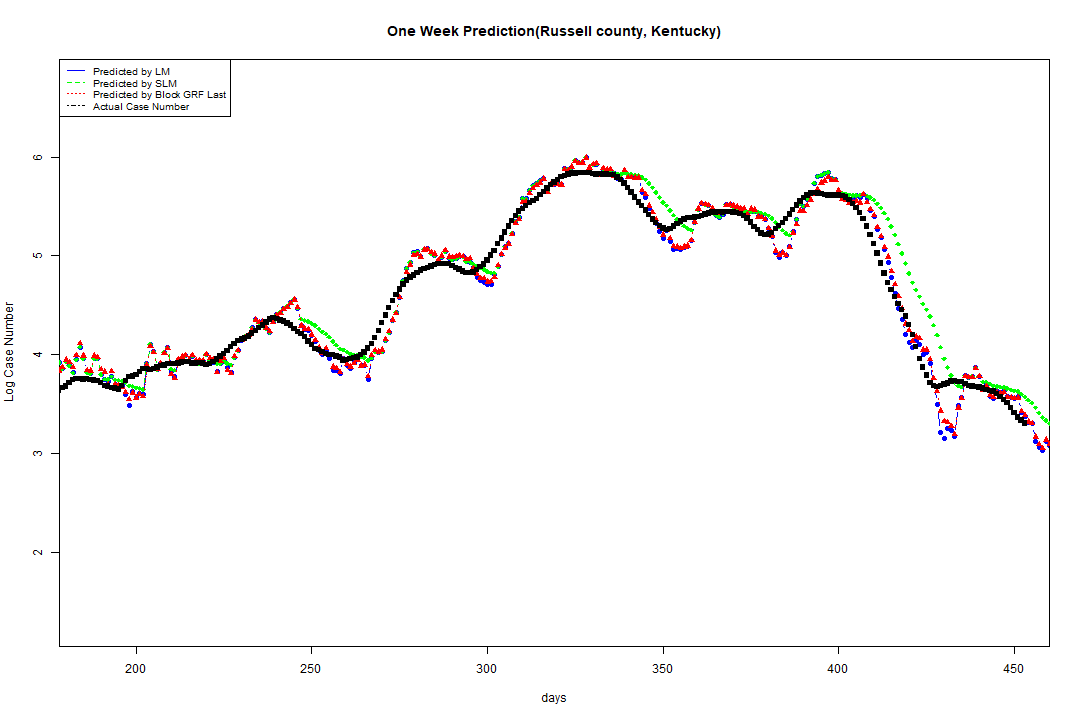 One Week Prediction(Russell county, Kentucky)
Predicted by LM
Predicted by SLM
Predicted by Block GRF Last
Actual Case Number
6
5
4
3
2
Log Case Number
200 250 300 350 400 450
days